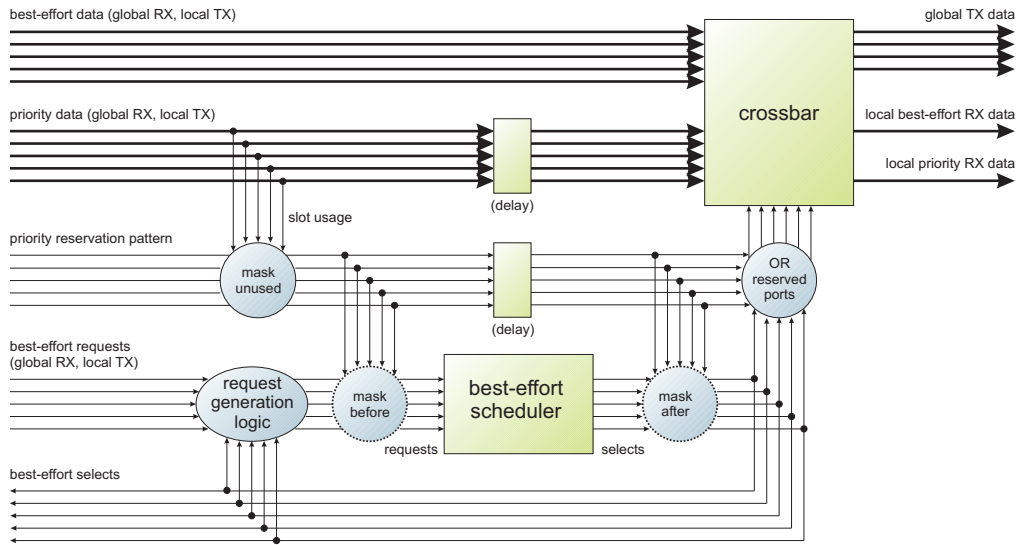 best-effort data (global RX, local TX)
global TX data
crossbar
priority data (global RX, local TX)
local best-effort RX data
local priority RX data
(delay)
slot usage
priority reservation pattern
mask
unused
OR
reserved
ports
(delay)
best-effort requests
(global RX, local TX)
request
generation
logic
mask
before
best-effort
scheduler
mask
after
requests
selects
best-effort selects